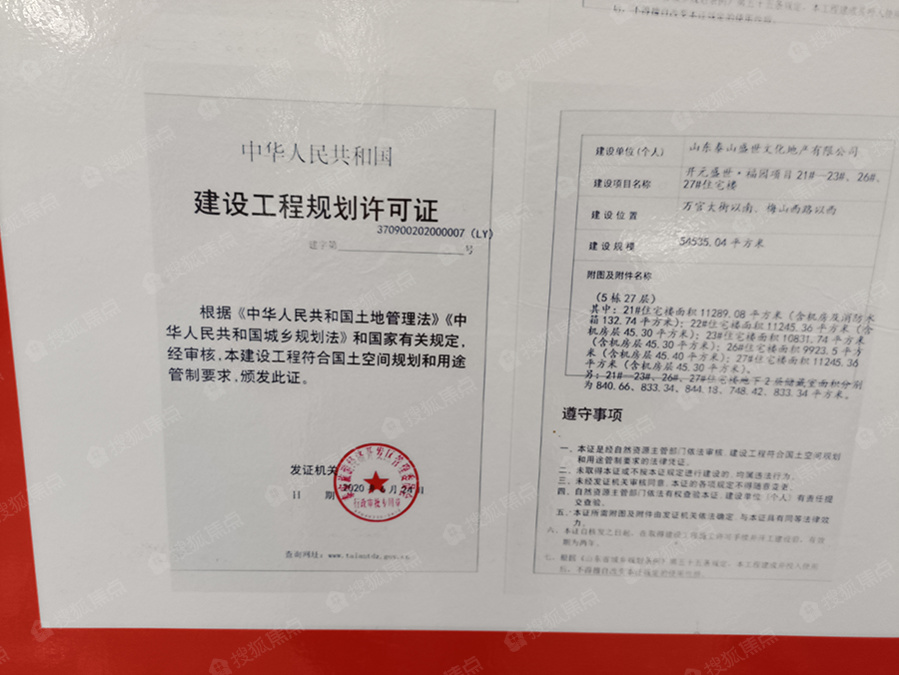 中华人民共和国
建设工程规划许可证
370900202000007（LY）
建字第 号
根据《中华人民共和国土地管理法》《中
华人民共和国城乡规划法》和国家有关规定，
经审核，本建设工程符合国土空间规划和用途
管制要求，颁发此证。
发证机关
日 期
行政审批专用章
建设单位(个人) 山东泰山盛世文化地产有限公司
建设项目名称 开元盛世·福园项目21#—23#、26#、
27#住宅楼
建设位置 万官大街以南、梅山西路以西
建设规模 54535.04平方米
附图及附件名称
（5栋27层）
其中：21#住宅楼面积11289.08平方米（含机房及消防水
箱132.74平方米）；22#住宅楼面积11245.36平方米（含
机房层45.30平方米）；23#住宅楼面积10831.74平方米
（含机房层45.30平方米）；26#住宅楼面积9923.5平方
米（含机房层45.40平方米）；27#住宅楼面积11245.36
平方米（含机房层45.30平方米）。
另：21#—23#、26#、27#住宅楼地下2层储藏室面积分别
为840.66、833.34、844.18、748.42、833.34平方米。
遵守事项
一、本证是经自然资源主管部门依法审核，建设工程符合国土空间规划
和用途管制要求的法律凭证。
二、未取得本证或不按本证规定进行建设的，均属违法行为。
三、未经发证机关审核同意，本证的各项规定不得随意变更。
四、自然资源主管部门依法有权查验本证，建设单位（个人）有责任提
交查验。
五、本证所需附图及附件由发证机关依法确定，与本证具有同等法律效
力。
搜狐焦点